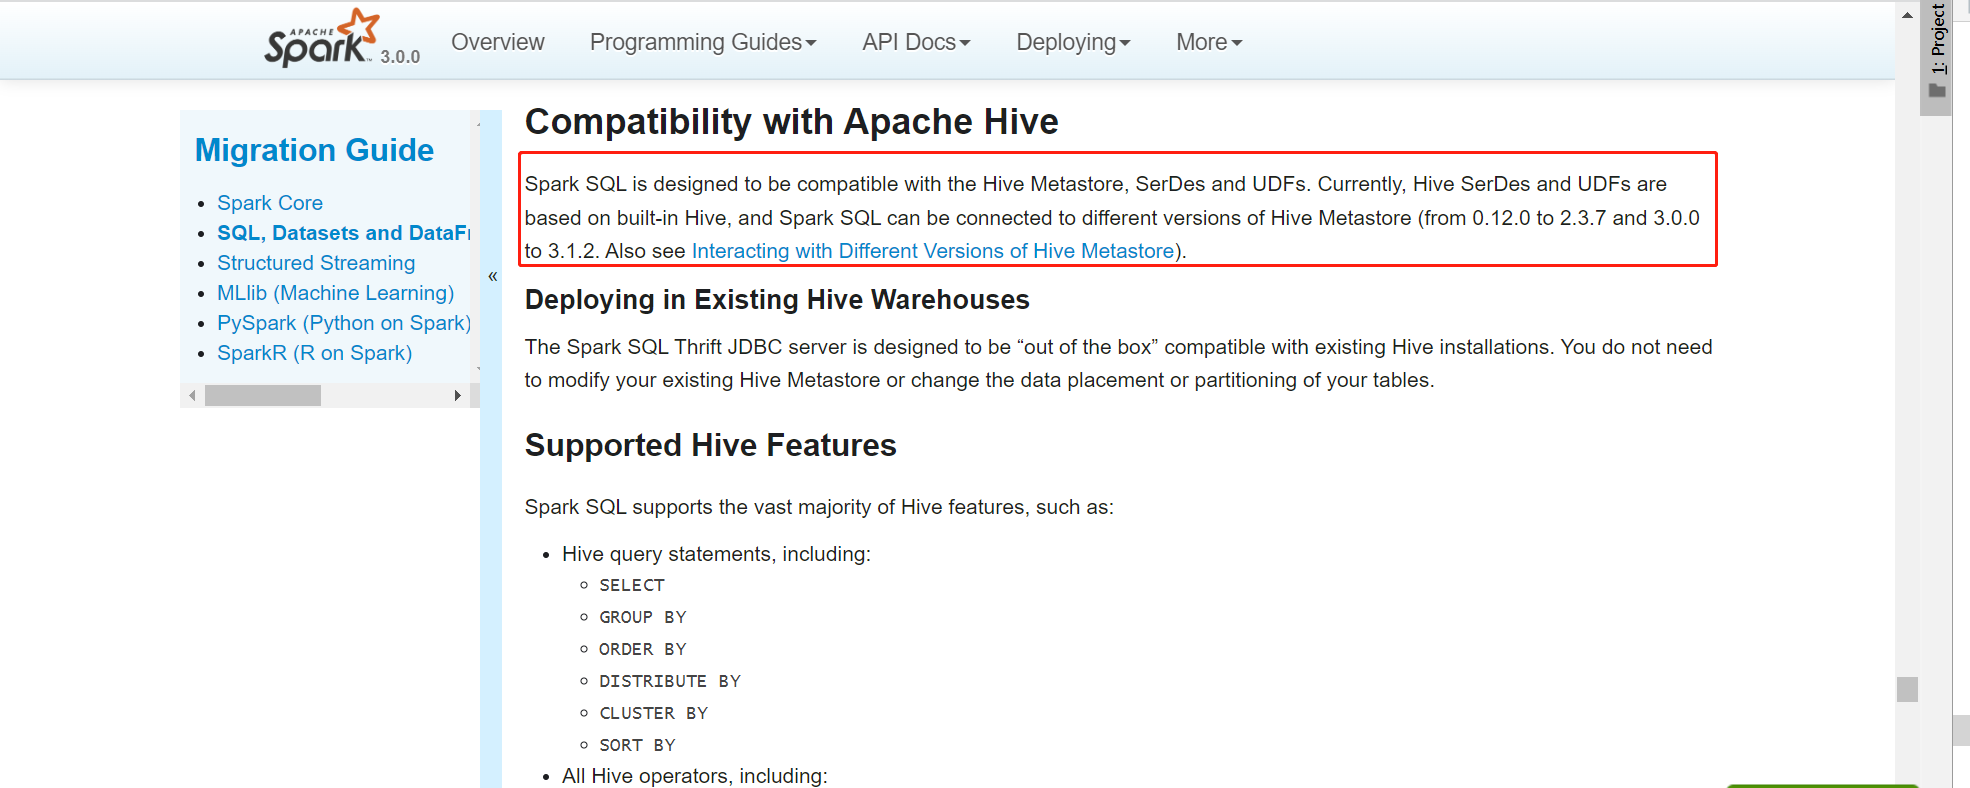 APACHE
Spark™ 3.0.0
Overview
Programming Guides
API Docs
Deploying
More
1: Project
Migration Guide
Spark Core
SQL, Datasets and DataFr
Structured Streaming
MLlib (Machine Learning)
PySpark (Python on Spark)
SparkR (R on Spark)
«
Compatibility with Apache Hive
Spark SQL is designed to be compatible with the Hive Metastore, SerDes and UDFs. Currently, Hive SerDes and UDFs are
based on built-in Hive, and Spark SQL can be connected to different versions of Hive Metastore (from 0.12.0 to 2.3.7 and 3.0.0
to 3.1.2. Also see Interacting with Different Versions of Hive Metastore).
Deploying in Existing Hive Warehouses
The Spark SQL Thrift JDBC server is designed to be “out of the box” compatible with existing Hive installations. You do not need
to modify your existing Hive Metastore or change the data placement or partitioning of your tables.
Supported Hive Features
Spark SQL supports the vast majority of Hive features, such as:
Hive query statements, including:
SELECT
GROUP BY
ORDER BY
DISTRIBUTE BY
CLUSTER BY
SORT BY
All Hive operators, including: